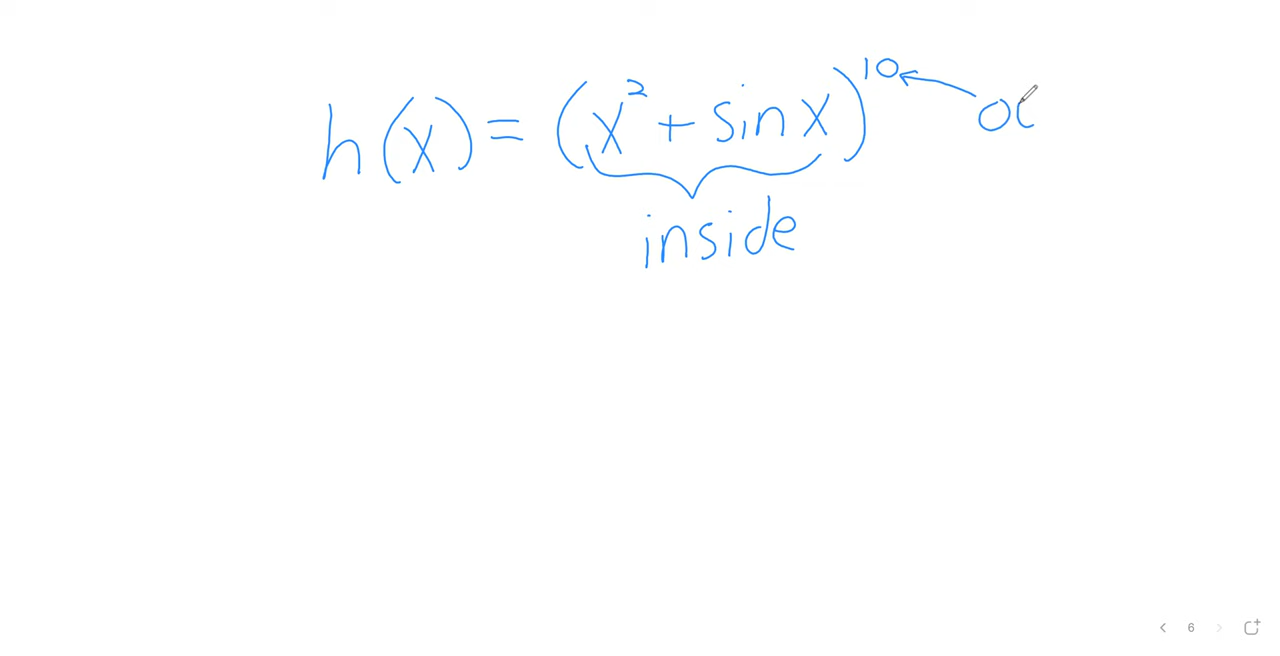 h(x) = (x² + sin x)¹⁰ ←
inside
6